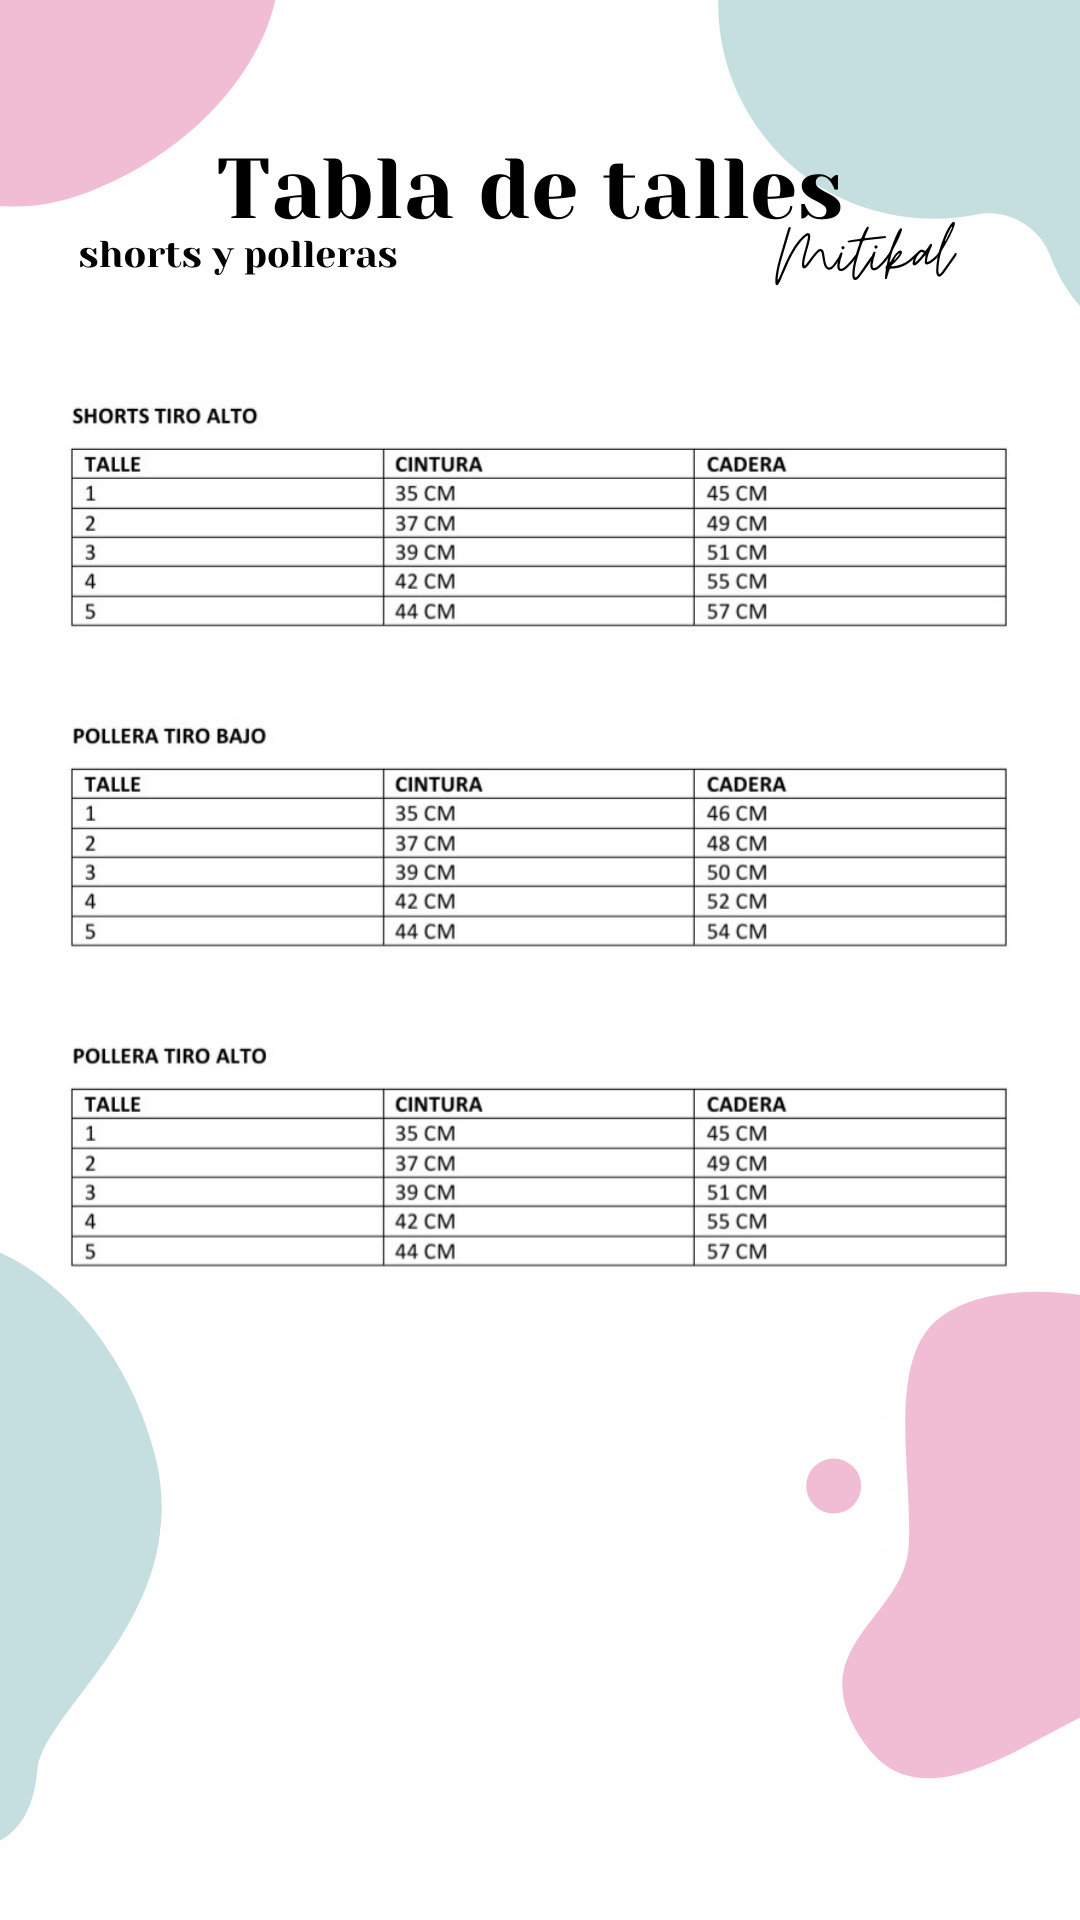 Tabla de talles
shorts y polleras
Mitikal
SHORTS TIRO ALTO
TALLE CINTURA CADERA
1 35 CM 45 CM
2 37 CM 49 CM
3 39 CM 51 CM
4 42 CM 55 CM
5 44 CM 57 CM
POLLERA TIRO BAJO
TALLE CINTURA CADERA
1 35 CM 46 CM
2 37 CM 48 CM
3 39 CM 50 CM
4 42 CM 52 CM
5 44 CM 54 CM
POLLERA TIRO ALTO
TALLE CINTURA CADERA
1 35 CM 45 CM
2 37 CM 49 CM
3 39 CM 51 CM
4 42 CM 55 CM
5 44 CM 57 CM